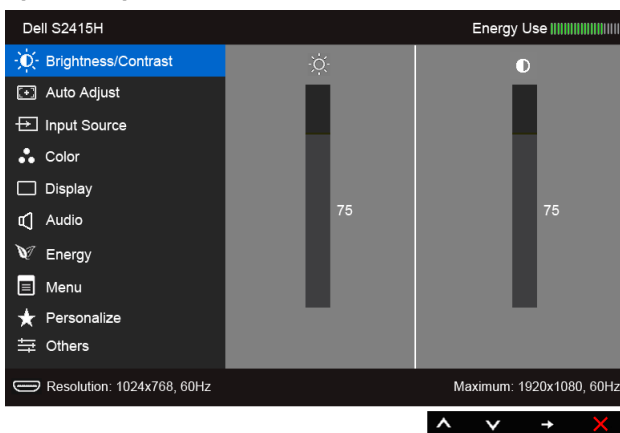 Dell S2415H Energy Use
Brightness/Contrast
Auto Adjust
Input Source
Color
Display
Audio
Energy
Menu
Personalize
Others
75 75
Resolution: 1024x768, 60Hz Maximum: 1920x1080, 60Hz